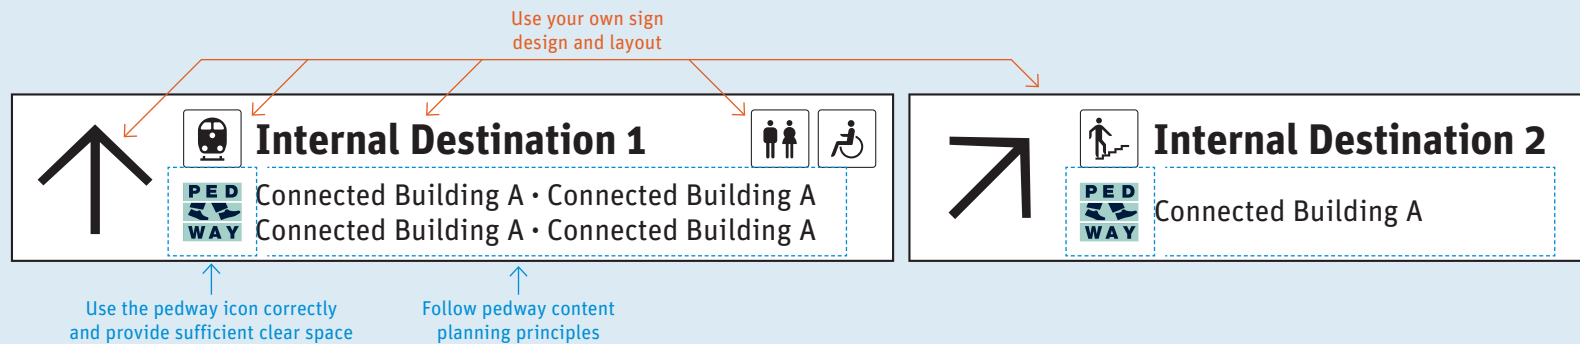 Use your own sign
design and layout
Internal Destination 1
PED
WAY
Connected Building A · Connected Building A
Connected Building A · Connected Building A
Internal Destination 2
PED
WAY
Connected Building A
Use the pedway icon correctly
and provide sufficient clear space
Follow pedway content
planning principles